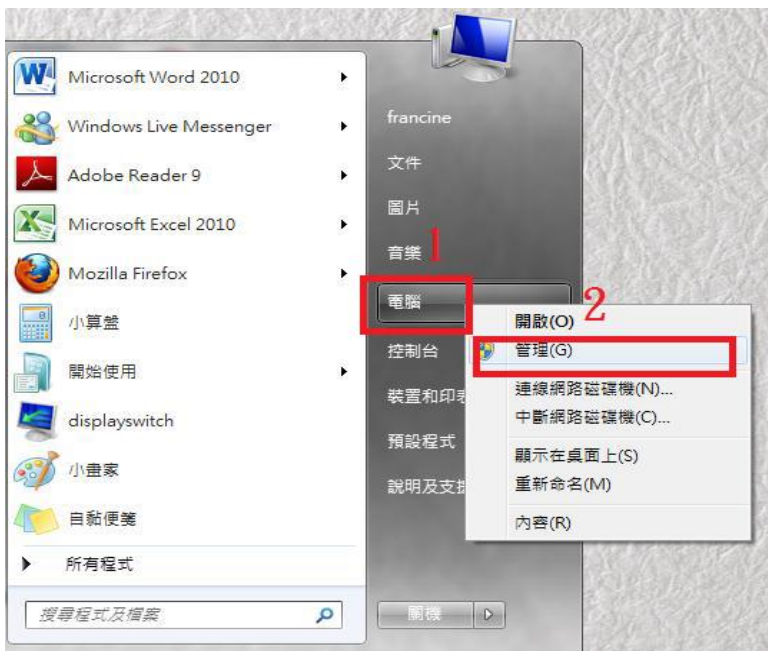 Microsoft Word 2010
Windows Live Messenger
Adobe Reader 9
Microsoft Excel 2010
Mozilla Firefox
小算盤
開始使用
displayswitch
小畫家
自黏便箋
所有程式
搜尋程式及檔案
francine
文件
圖片
音樂
1
電腦
控制台
裝置和印表
預設程式
說明及支援
關機
2
開啟(O)
管理(G)
連線網路磁碟機(N)...
中斷網路磁碟機(C)...
顯示在桌面上(S)
重新命名(M)
內容(R)